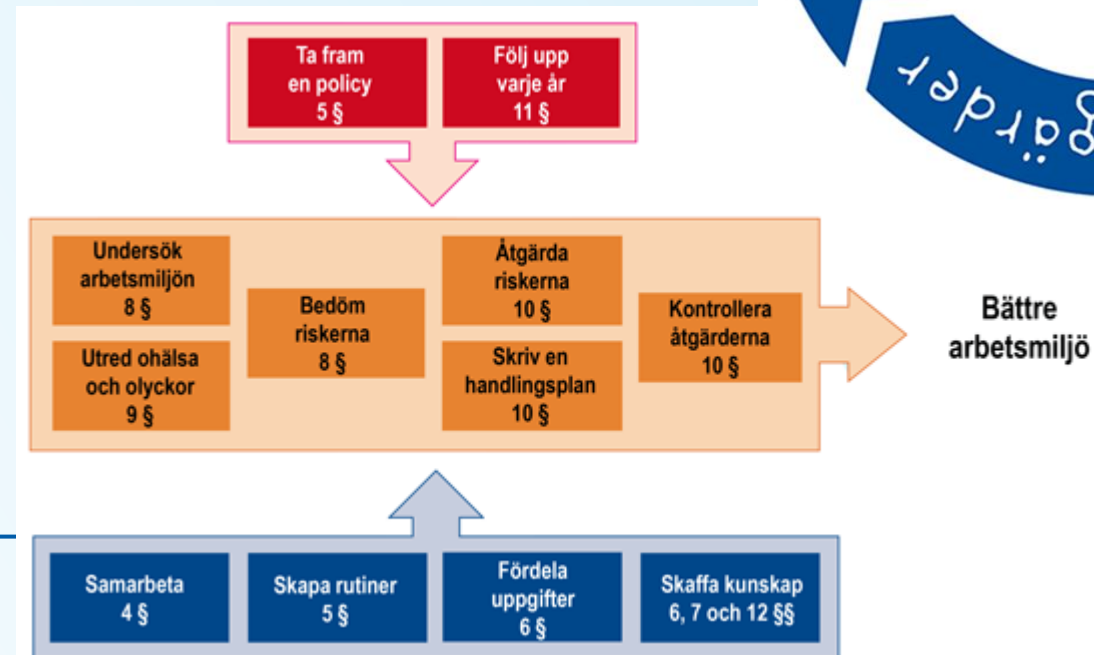 Ta fram
en policy
5 §
Följ upp
varje år
11 §
Undersök
arbetsmiljön
8 §
Utred ohälsa
och olyckor
9 §
Bedöm
riskerna
8 §
Åtgärda
riskerna
10 §
Skriv en
handlingsplan
10 §
Kontrollera
åtgärderna
10 §
Bättre
arbetsmiljö
Samarbeta
4 §
Skapa rutiner
5 §
Fördela
uppgifter
6 §
Skaffa kunskap
6, 7 och 12 §§